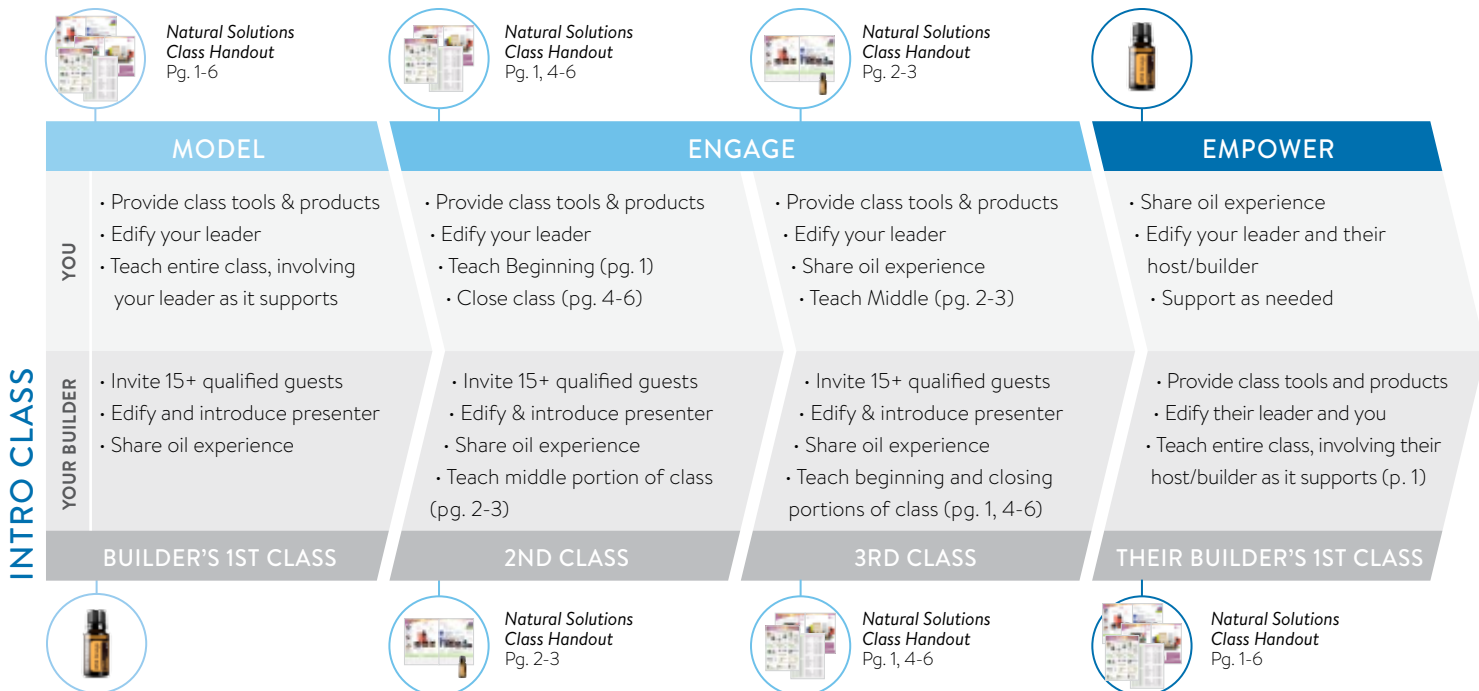 Natural Solutions
Class Handout
Pg. 1-6
Natural Solutions
Class Handout
Pg. 1, 4-6
Natural Solutions
Class Handout
Pg. 2-3
MODEL
ENGAGE
EMPOWER
INTRO CLASS
YOU
· Provide class tools & products
· Edify your leader
· Teach entire class, involving
your leader as it supports
· Provide class tools & products
· Edify your leader
· Teach Beginning (pg. 1)
· Close class (pg. 4-6)
· Provide class tools & products
· Edify your leader
· Share oil experience
· Teach Middle (pg. 2-3)
· Share oil experience
· Edify your leader and their
host/builder
· Support as needed
YOUR BUILDER
· Invite 15+ qualified guests
· Edify and introduce presenter
· Share oil experience
· Invite 15+ qualified guests
· Edify & introduce presenter
· Share oil experience
· Teach middle portion of class
(pg. 2-3)
· Invite 15+ qualified guests
· Edify & introduce presenter
· Share oil experience
· Teach beginning and closing
portions of class (pg. 1, 4-6)
· Provide class tools and products
· Edify their leader and you
· Teach entire class, involving their
host/builder as it supports (p. 1)
BUILDER'S 1ST CLASS
2ND CLASS
3RD CLASS
THEIR BUILDER'S 1ST CLASS
Natural Solutions
Class Handout
Pg. 2-3
Natural Solutions
Class Handout
Pg. 1, 4-6
Natural Solutions
Class Handout
Pg. 1-6